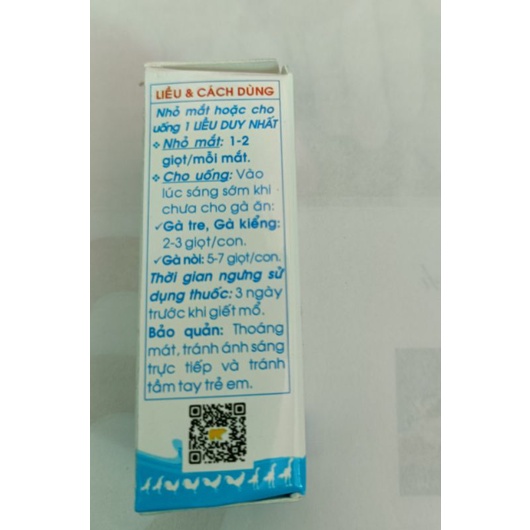 LIỀU & CÁCH DÙNG
Nhỏ mắt hoặc cho
uống 1 LIỀU DUY NHẤT
❖ Nhỏ mắt: 1-2
giọt/mỗi mắt.
❖ Cho uống: Vào
lúc sáng sớm khi
chưa cho gà ăn:
✓Gà tre, Gà kiểng:
2-3 giọt/con.
✓Gà nòi: 5-7 giọt/con.
Thời gian ngưng sử
dụng thuốc: 3 ngày
trước khi giết mổ.
Bảo quản: Thoáng
mát, tránh ánh sáng
trực tiếp và tránh
tầm tay trẻ em.